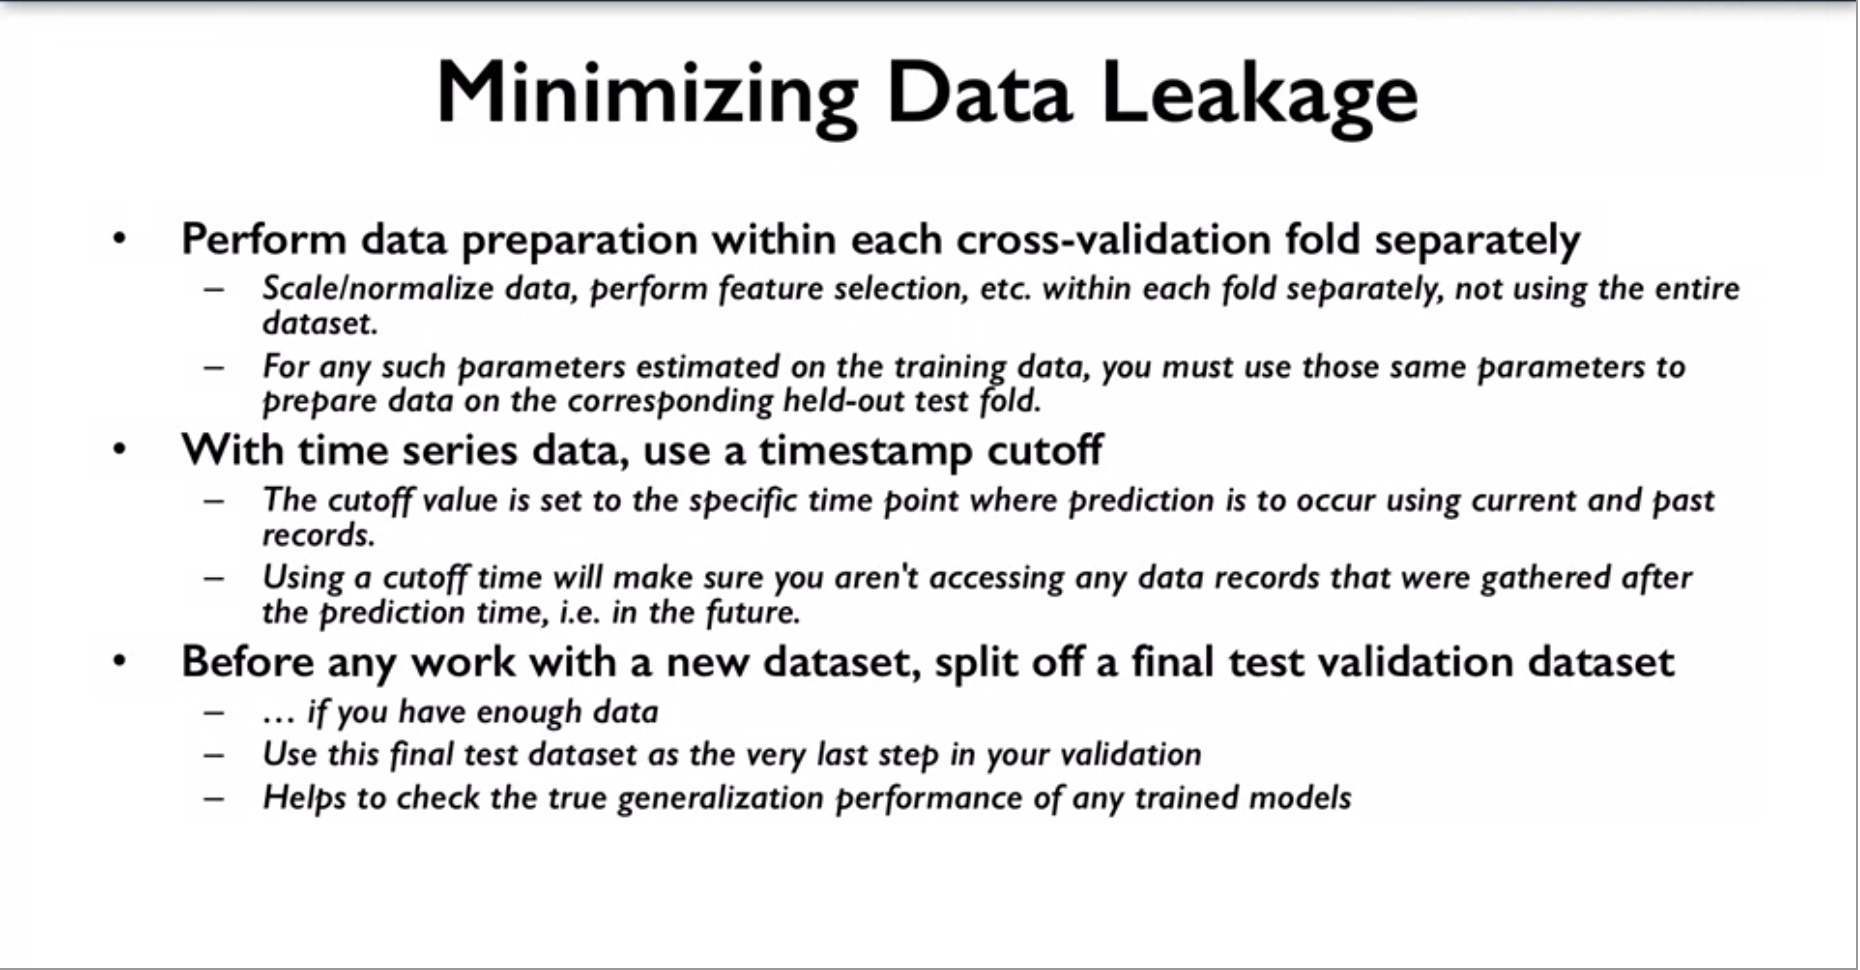 Minimizing Data Leakage
• Perform data preparation within each cross-validation fold separately
– Scale/normalize data, perform feature selection, etc. within each fold separately, not using the entire
dataset.
– For any such parameters estimated on the training data, you must use those same parameters to
prepare data on the corresponding held-out test fold.
• With time series data, use a timestamp cutoff
– The cutoff value is set to the specific time point where prediction is to occur using current and past
records.
– Using a cutoff time will make sure you aren't accessing any data records that were gathered after
the prediction time, i.e. in the future.
• Before any work with a new dataset, split off a final test validation dataset
– … if you have enough data
– Use this final test dataset as the very last step in your validation
– Helps to check the true generalization performance of any trained models